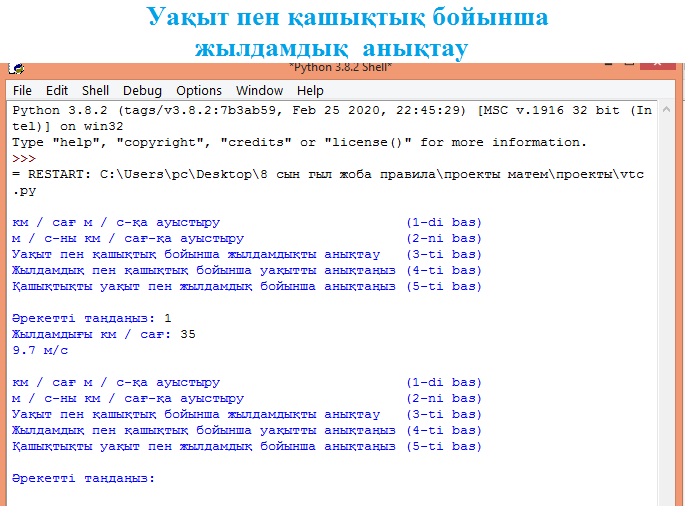 Уақыт пен қашықтық бойынша
жылдамдық анықтау
*Python 3.8.2 Shell*
File Edit Shell Debug Options Window Help
Python 3.8.2 (tags/v3.8.2:7b3ab59, Feb 25 2020, 22:45:29) [MSC v.1916 32 bit (In
tel)] on win32
Type "help", "copyright", "credits" or "license()" for more information.
>>>
= RESTART: C:\Users\pc\Desktop\8 сын гыл жоба правила\проекты матем\проекты\vtc
.py
км / сағ м / с-қа ауыстыру (1-di bas)
м / с-ны км / сағ-қа ауыстыру (2-ni bas)
Уақыт пен қашықтық бойынша жылдамдықты анықтау (3-ti bas)
Жылдамдық пен қашықтық бойынша уақытты анықтаңыз (4-ti bas)
Қашықтықты уақыт пен жылдамдық бойынша анықтаңыз (5-ti bas)
Әрекетті таңдаңыз: 1
Жылдамдығы км / сағ: 35
9.7 м/с
км / сағ м / с-қа ауыстыру (1-di bas)
м / с-ны км / сағ-қа ауыстыру (2-ni bas)
Уақыт пен қашықтық бойынша жылдамдықты анықтау (3-ti bas)
Жылдамдық пен қашықтық бойынша уақытты анықтаңыз (4-ti bas)
Қашықтықты уақыт пен жылдамдық бойынша анықтаңыз (5-ti bas)
Әрекетті таңдаңыз: